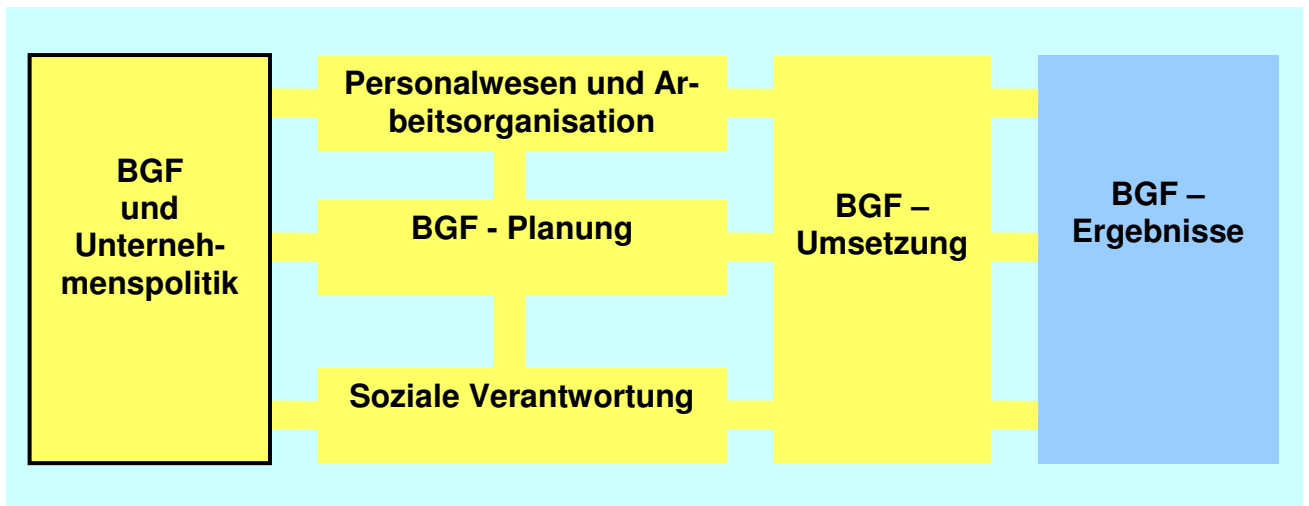 BGF
und
Unterneh-
menspolitik
Personalwesen und Ar-
beitsorganisation
BGF - Planung
Soziale Verantwortung
BGF –
Umsetzung
BGF –
Ergebnisse